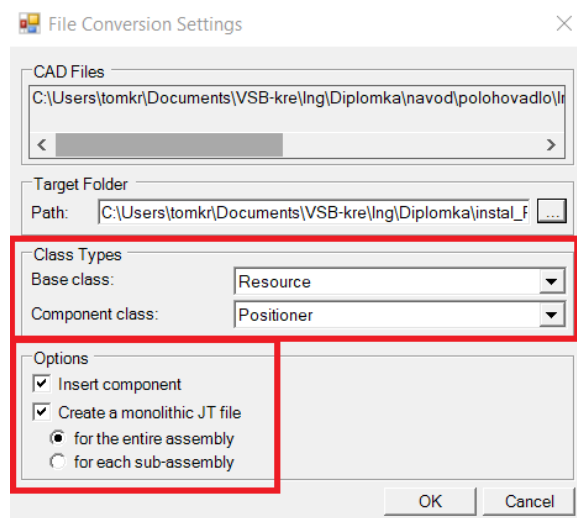 File Conversion Settings
CAD Files
C:\Users\tomkr\Documents\VSB-kre\Ing\Diplomka\navod\polohovadlo\
Target Folder
Path: C:\Users\tomkr\Documents\VSB-kre\Ing\Diplomka\instal_F ...
Class Types
Base class: Resource
Component class: Positioner
Options
Insert component
Create a monolithic JT file
for the entire assembly
for each sub-assembly
OK Cancel